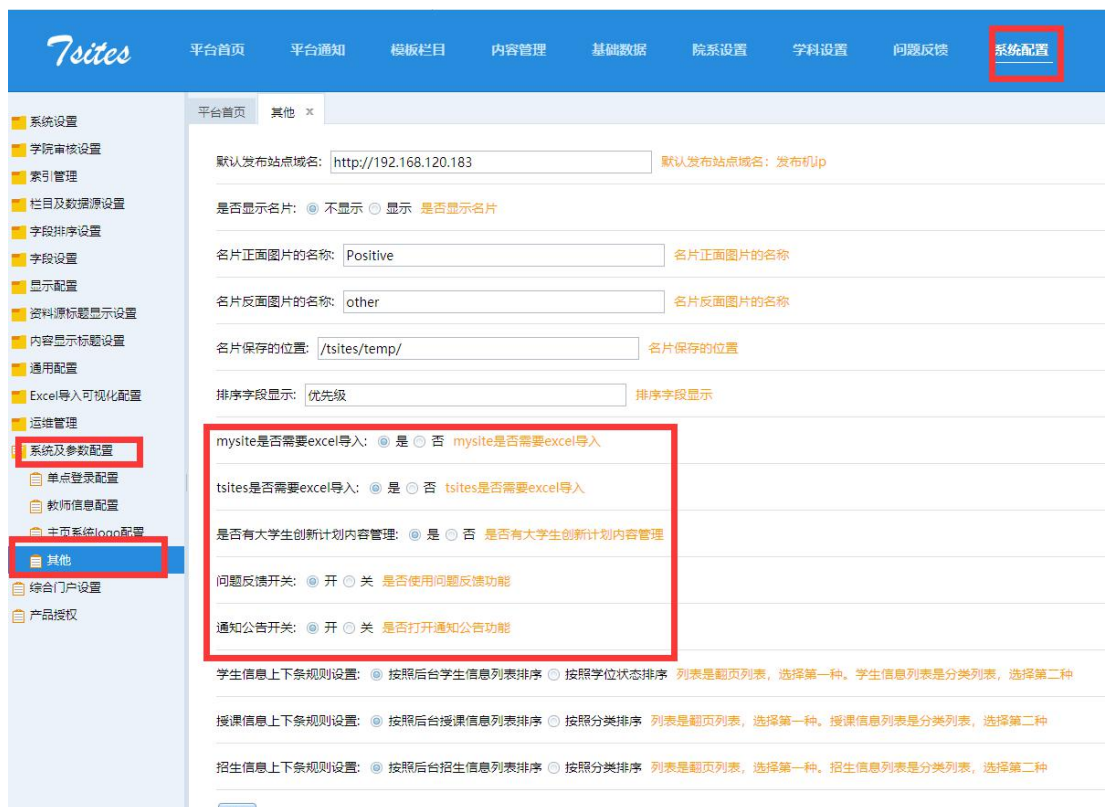 Tsites 平台首页 平台通知 模板栏目 内容管理 基础数据 院系设置 学科设置 问题反馈 系统配置
平台首页 其他 ×
系统设置
学院审核设置
索引管理
栏目及数据源设置
字段排序设置
字段设置
显示配置
资料源标题显示设置
内容显示标题设置
通用配置
Excel导入可视化配置
运维管理
系统及参数配置
单点登录配置
教师信息配置
主页系统logo配置
其他
综合门户设置
产品授权
默认发布站点域名: http://192.168.120.183 默认发布站点域名：发布机ip
是否显示名片: 不显示 显示 是否显示名片
名片正面图片的名称: Positive 名片正面图片的名称
名片反面图片的名称: other 名片反面图片的名称
名片保存的位置: /tsites/temp/ 名片保存的位置
排序字段显示: 优先级 排序字段显示
mysite是否需要excel导入: 是 否 mysite是否需要excel导入
tsites是否需要excel导入: 是 否 tsites是否需要excel导入
是否有大学生创新计划内容管理: 是 否 是否有大学生创新计划内容管理
问题反馈开关: 开 关 是否使用问题反馈功能
通知公告开关: 开 关 是否打开通知公告功能
学生信息上下条规则设置: 按照后台学生信息列表排序 按照学位状态排序 列表是翻页列表，选择第一种。学生信息列表是分类列表，选择第二种
授课信息上下条规则设置: 按照后台授课信息列表排序 按照分类排序 列表是翻页列表，选择第一种。授课信息列表是分类列表，选择第二种
招生信息上下条规则设置: 按照后台招生信息列表排序 按照分类排序 列表是翻页列表，选择第一种。招生信息列表是分类列表，选择第二种